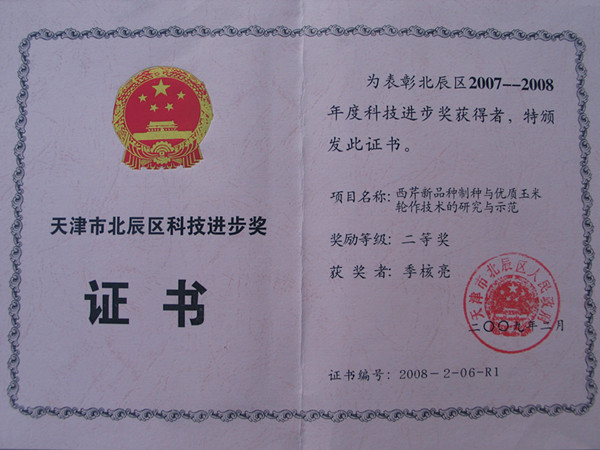 天津市北辰区科技进步奖
证书
为表彰北辰区2007--2008
年度科技进步奖获得者，特颁
发此证书。
项目名称：西芹新品种制种与优质玉米
轮作技术的研究与示范
奖励等级：二等奖
获奖者：季核亮
天津市北辰区人民政府
二〇〇九年二月
证书编号：2008-2-06-R1